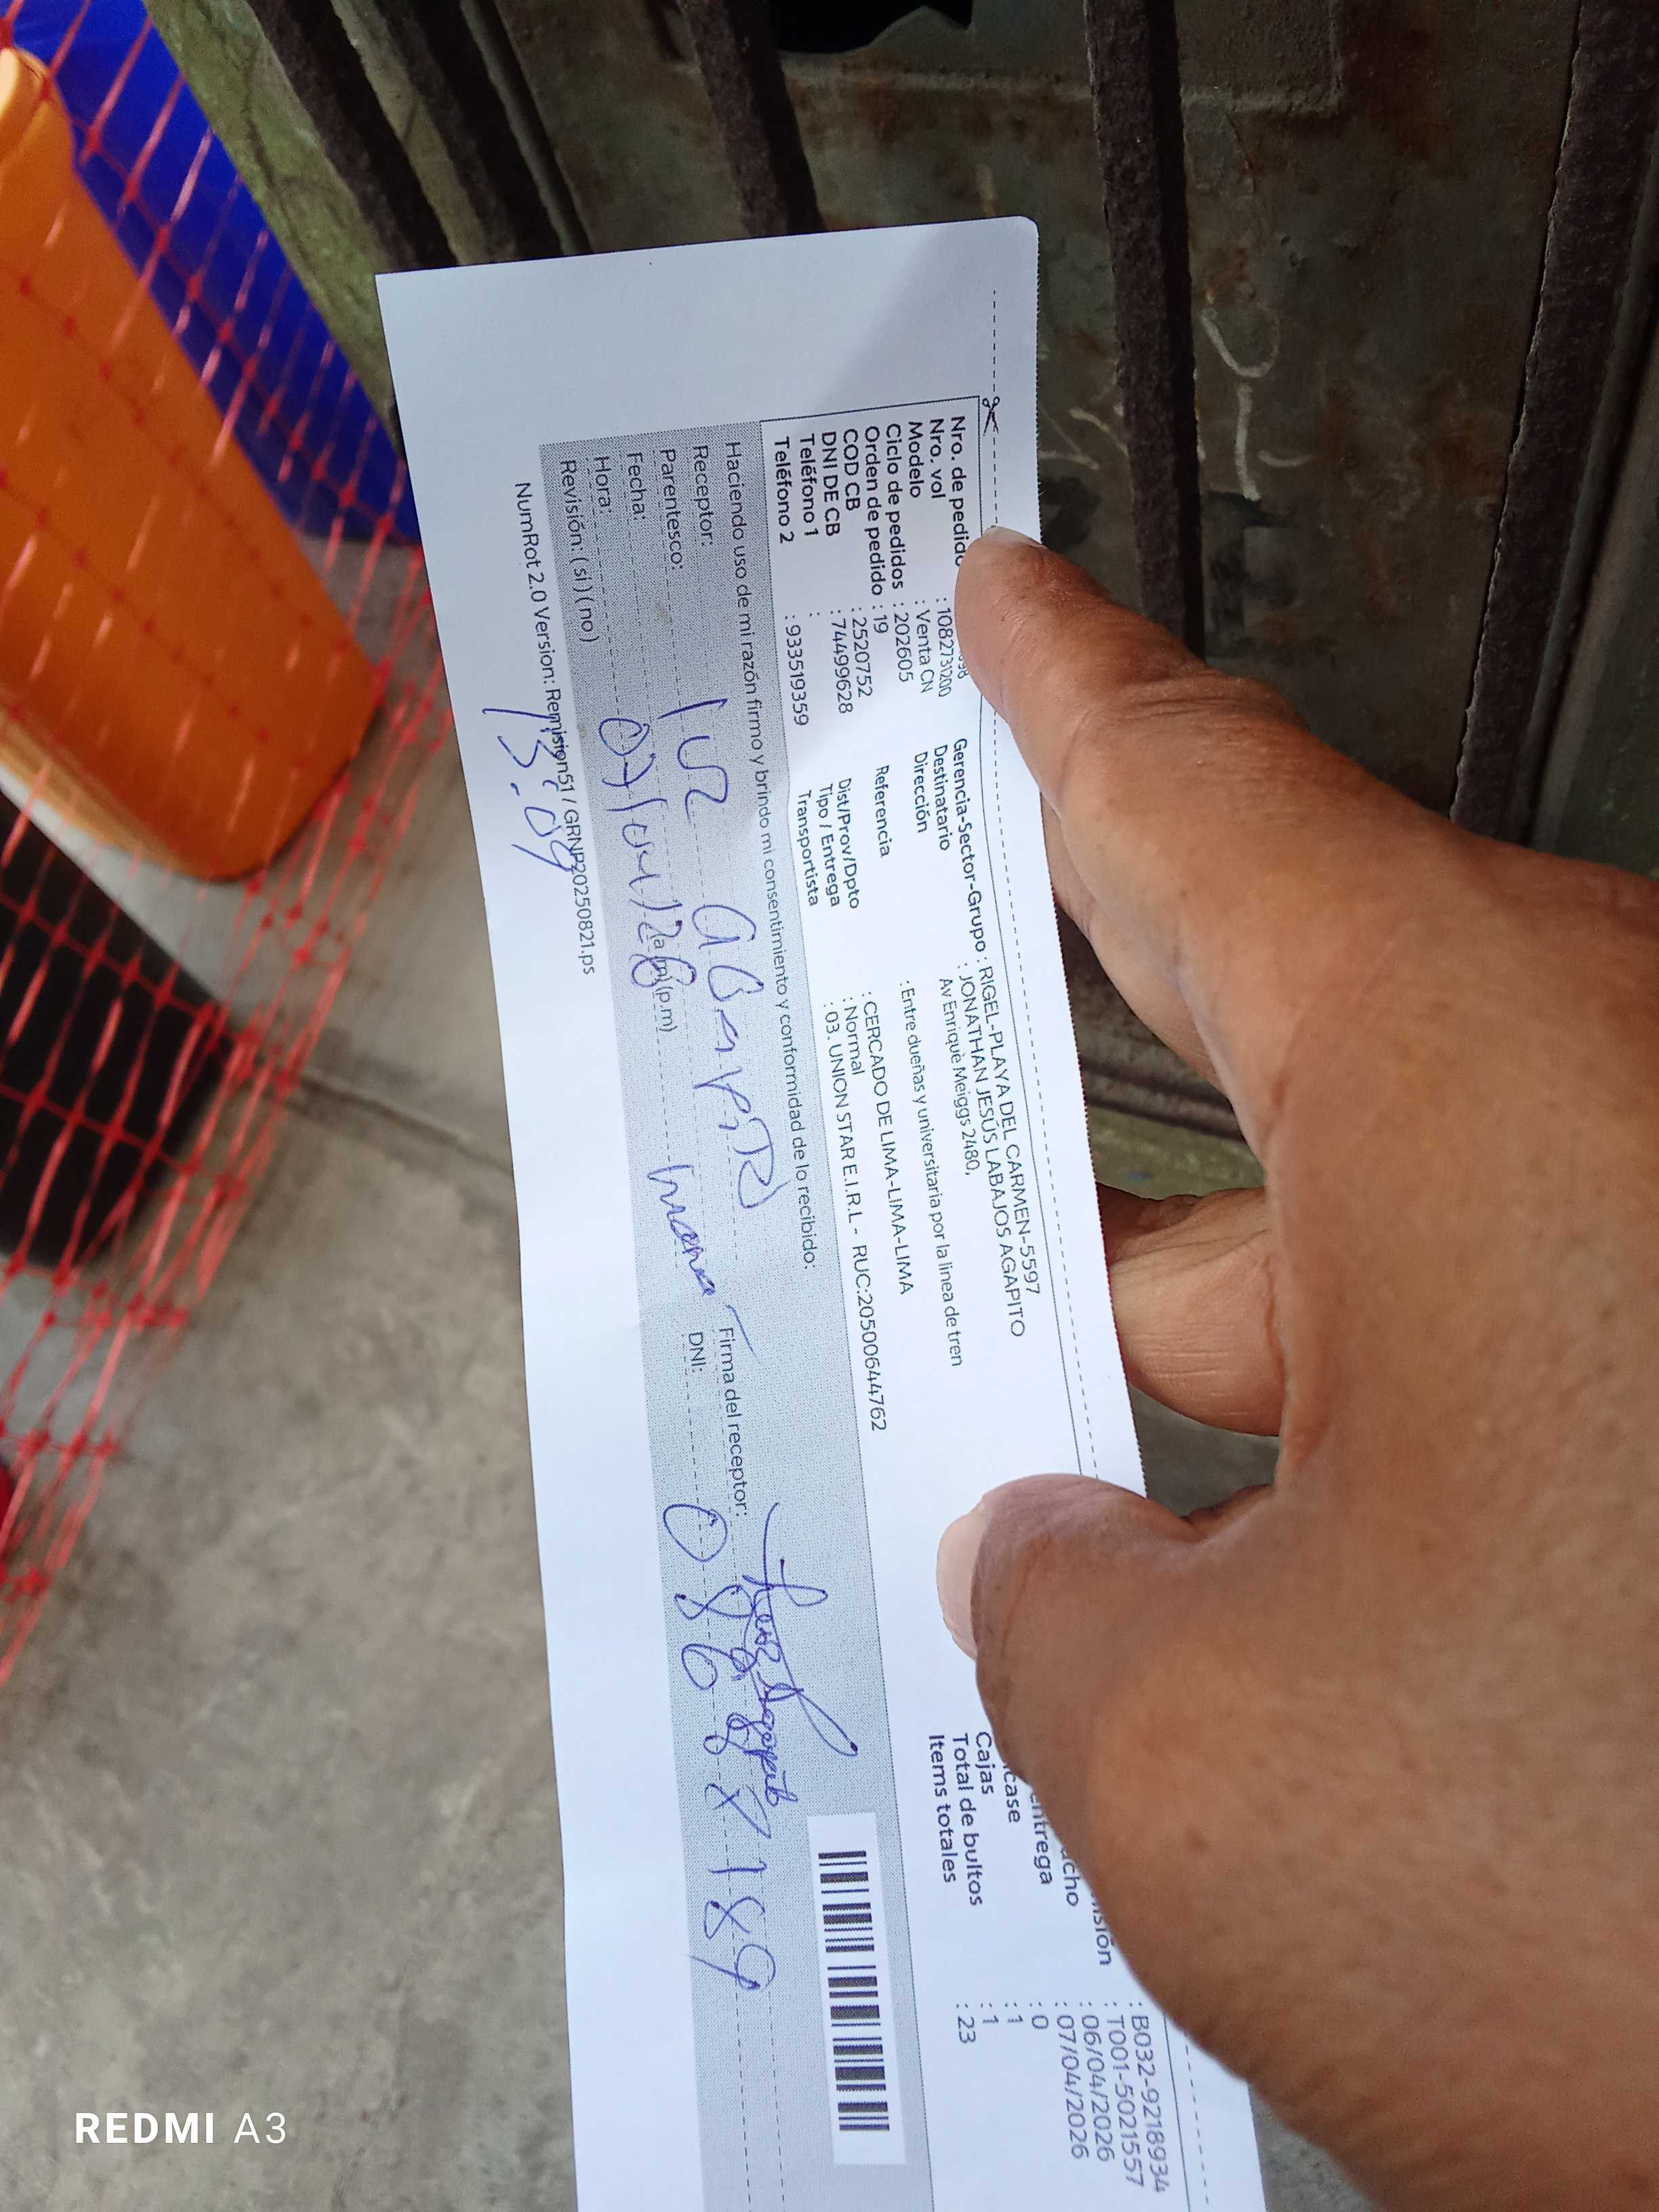 Nro. de pedido
Nro. vol : 1082731200
Modelo : Venta CN
Ciclo de pedidos : 202605
Orden de pedido : 19
COD CB : 2520752
DNI DE CB : 74499628
Teléfono 1 :
Teléfono 2 : 933519359
Gerencia-Sector-Grupo : RIGEL-PLAYA DEL CARMEN-5597
Destinatario : JONATHAN JESÚS LABAJOS AGAPITO
Dirección Av Enrique Meiggs 2480,
Referencia : Entre dueñas y universitaria por la linea de tren
Dist/Prov/Dpto : CERCADO DE LIMA-LIMA-LIMA
Tipo / Entrega : Normal
Transportista : 03. UNION STAR E.I.R.L - RUC:20500644762
: B032-9218934
: T001-5021557
: 06/04/2026
: 07/04/2026
: 0
Cajas : 1
Total de bultos : 1
Items totales : 23
Haciendo uso de mi razón firmo y brindo mi consentimiento y conformidad de lo recibido:
Receptor: Firma del receptor:
Parentesco: DNI:
Fecha: 07/04/26
Hora: (a.m) (p.m)
Revisión: ( si ) ( no )
NumRot 2.0 Version: Remision51 / GRNP20250821.ps
REDMI A3